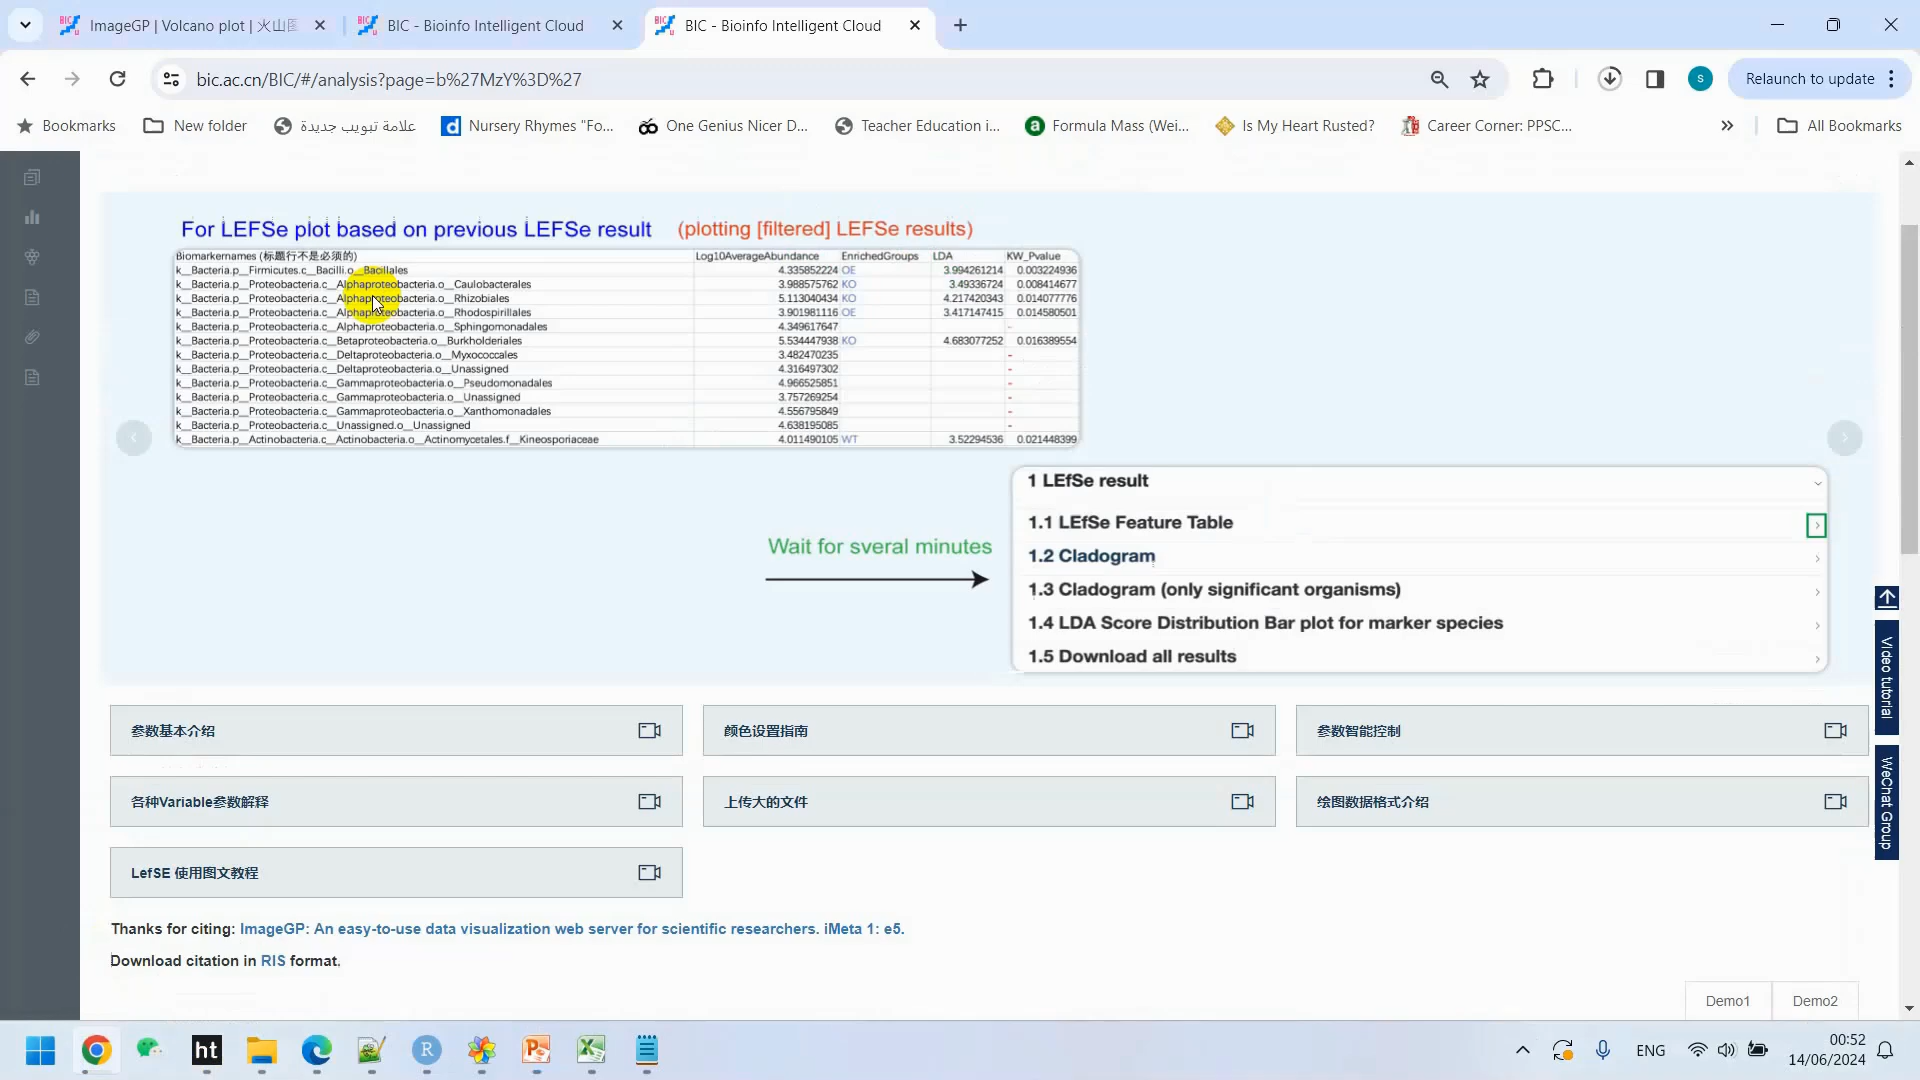 ImageGP | Volcano plot | 火山图
BIC - Bioinfo Intelligent Cloud
BIC - Bioinfo Intelligent Cloud
bic.ac.cn/BIC/#/analysis?page=b%27MzY%3D%27
S
Relaunch to update
Bookmarks
New folder
علامة تبويب جديدة
Nursery Rhymes "Fo...
One Genius Nicer D...
Teacher Education i...
Formula Mass (Wei...
Is My Heart Rusted?
Career Corner: PPSC...
All Bookmarks
For LEFSe plot based on previous LEFSe result (plotting [filtered] LEFSe results)
Biomarkernames (标题行不是必须的) Log10AverageAbundance EnrichedGroups LDA KW_Pvalue
k__Bacteria.p__Firmicutes.c__Bacilli.o__Bacillales 4.335852224 OE 3.994261214 0.003224936
k__Bacteria.p__Proteobacteria.c__Alphaproteobacteria.o__Caulobacterales 3.988575762 KO 3.49336724 0.008414677
k__Bacteria.p__Proteobacteria.c__Alphaproteobacteria.o__Rhizobiales 5.113040434 KO 4.217420343 0.014077776
k__Bacteria.p__Proteobacteria.c__Alphaproteobacteria.o__Rhodospirillales 3.901981116 OE 3.417147415 0.014580501
k__Bacteria.p__Proteobacteria.c__Alphaproteobacteria.o__Sphingomonadales 4.349617647 -
k__Bacteria.p__Proteobacteria.c__Betaproteobacteria.o__Burkholderiales 5.534447938 KO 4.683077252 0.016389554
k__Bacteria.p__Proteobacteria.c__Deltaproteobacteria.o__Myxococcales 3.482470235 -
k__Bacteria.p__Proteobacteria.c__Deltaproteobacteria.o__Unassigned 4.316497302 -
k__Bacteria.p__Proteobacteria.c__Gammaproteobacteria.o__Pseudomonadales 4.966525851 -
k__Bacteria.p__Proteobacteria.c__Gammaproteobacteria.o__Unassigned 3.757269254 -
k__Bacteria.p__Proteobacteria.c__Gammaproteobacteria.o__Xanthomonadales 4.556795849 -
k__Bacteria.p__Proteobacteria.c__Unassigned.o__Unassigned 4.638195085 -
k__Bacteria.p__Actinobacteria.c__Actinobacteria.o__Actinomycetales.f__Kineosporiaceae 4.011490105 WT 3.52294536 0.021448399
1 LEfSe result
1.1 LEfSe Feature Table
1.2 Cladogram
1.3 Cladogram (only significant organisms)
1.4 LDA Score Distribution Bar plot for marker species
1.5 Download all results
Wait for sveral minutes
Video tutorial
WeChat Group
参数基本介绍
颜色设置指南
参数智能控制
各种Variable参数解释
上传大的文件
绘图数据格式介绍
LefSE 使用图文教程
Thanks for citing: ImageGP: An easy-to-use data visualization web server for scientific researchers. iMeta 1: e5.
Download citation in RIS format.
Demo1
Demo2
ht
R
ENG
00:52
14/06/2024